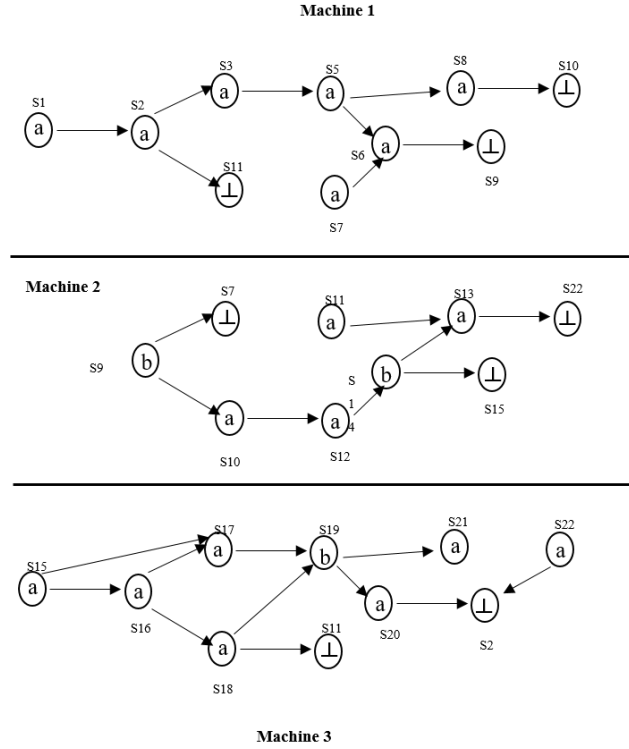 Machine 1
S3 S5 S8 S10
S1 S2 a a a ⊥
a a S11 S6 a ⊥
⊥ a S9
S7
Machine 2 S7 S11 S13 S22
⊥ a a ⊥
S9 b S b ⊥
a a 1 4 S15
S10 S12
S17 S19 S21 S22
S15 a b a a
a a S11 a ⊥
S16 a ⊥ S20 S2
S18
Machine 3